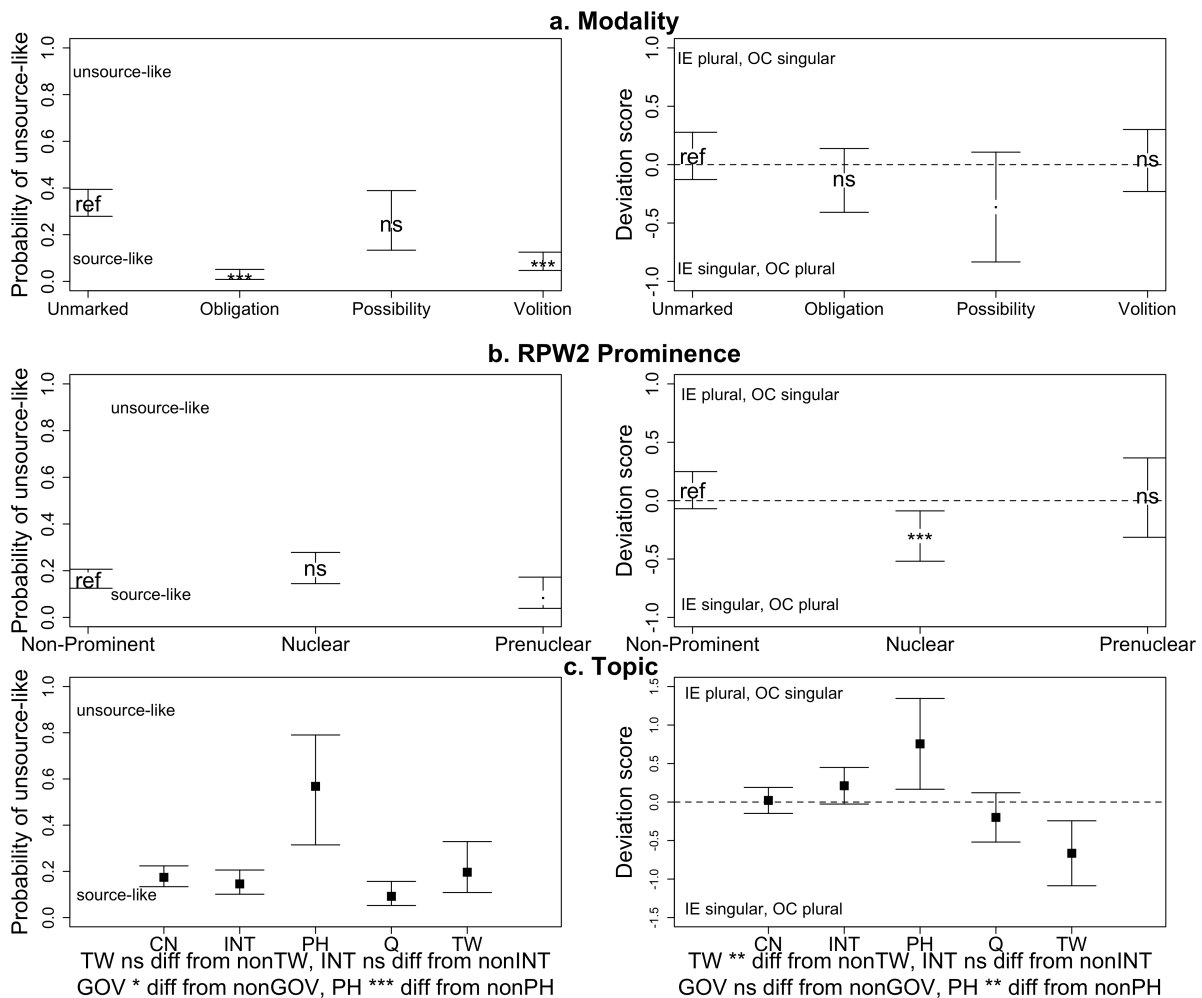 a. Modality
Probability of unsource-like
1.0
0.8
0.6
0.4
0.2
0.0
unsource-like
source-like
ref
***
ns
***
Unmarked Obligation Possibility Volition
Deviation score
1.0
0.5
0.0
-0.5
-1.0
IE plural, OC singular
IE singular, OC plural
ref
ns
.
ns
Unmarked Obligation Possibility Volition
b. RPW2 Prominence
Probability of unsource-like
1.0
0.8
0.6
0.4
0.2
0.0
unsource-like
source-like
ref
ns
.
Non-Prominent Nuclear Prenuclear
Deviation score
1.0
0.5
0.0
-0.5
-1.0
IE plural, OC singular
IE singular, OC plural
ref
***
ns
Non-Prominent Nuclear Prenuclear
c. Topic
Probability of unsource-like
1.0
0.8
0.6
0.4
0.2
0.0
unsource-like
source-like
CN INT PH Q TW
TW ns diff from nonTW, INT ns diff from nonINT
GOV * diff from nonGOV, PH *** diff from nonPH
Deviation score
1.5
1.0
0.5
0.0
-0.5
-1.0
-1.5
IE plural, OC singular
IE singular, OC plural
CN INT PH Q TW
TW ** diff from nonTW, INT ns diff from nonINT
GOV ns diff from nonGOV, PH ** diff from nonPH